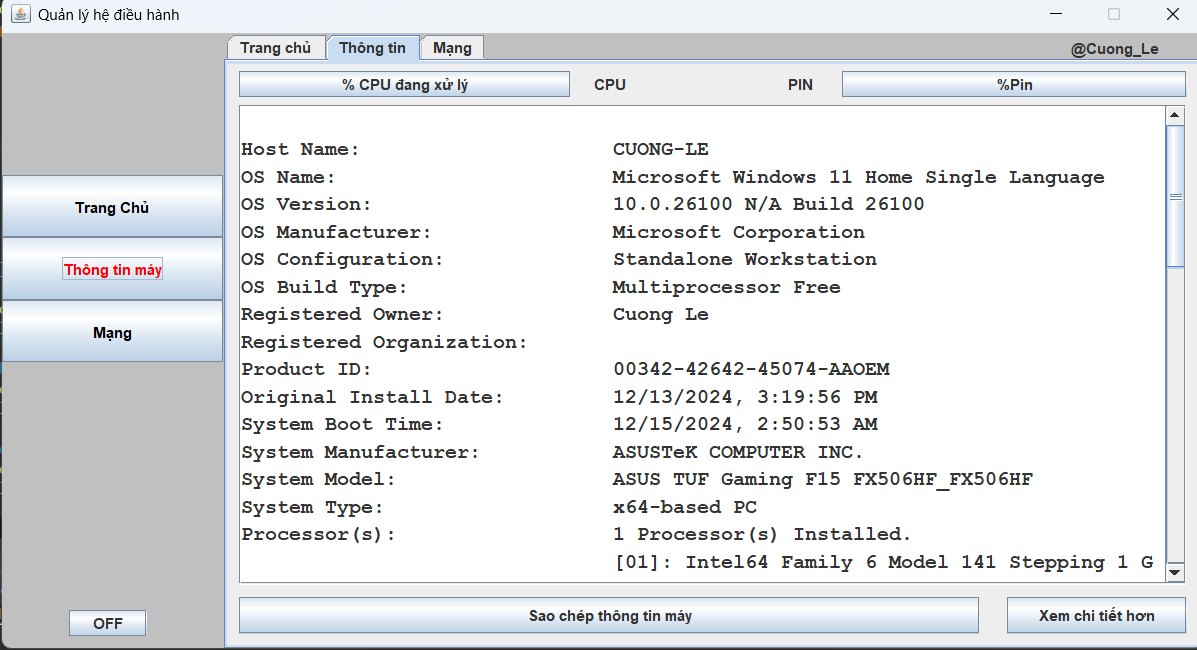 Quản lý hệ điều hành
Trang chủ Thông tin Mạng @Cuong_Le
% CPU đang xử lý CPU PIN %Pin
Host Name: CUONG-LE
OS Name: Microsoft Windows 11 Home Single Language
OS Version: 10.0.26100 N/A Build 26100
OS Manufacturer: Microsoft Corporation
OS Configuration: Standalone Workstation
OS Build Type: Multiprocessor Free
Registered Owner: Cuong Le
Registered Organization:
Product ID: 00342-42642-45074-AAOEM
Original Install Date: 12/13/2024, 3:19:56 PM
System Boot Time: 12/15/2024, 2:50:53 AM
System Manufacturer: ASUSTeK COMPUTER INC.
System Model: ASUS TUF Gaming F15 FX506HF_FX506HF
System Type: x64-based PC
Processor(s): 1 Processor(s) Installed.
[01]: Intel64 Family 6 Model 141 Stepping 1 G
Trang Chủ
Thông tin máy
Mạng
OFF
Sao chép thông tin máy Xem chi tiết hơn